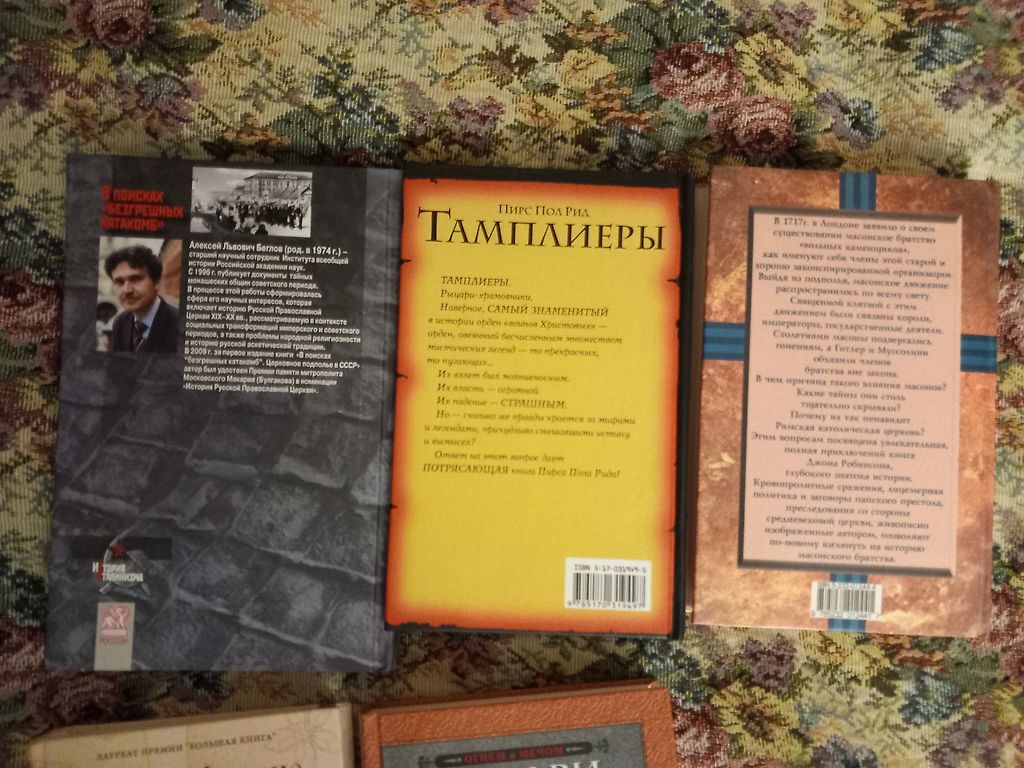 В ПОИСКАХ
"БЕЗГРЕШНЫХ
КАТАКОМБ"
Алексей Львович Беглов (род. в 1974 г.) –
старший научный сотрудник Института всеобщей
истории Российской академии наук.
С 1996 г. публикует документы тайных
монашеских общин советского периода.
В процессе этой работы сформировалась
сфера его научных интересов, которая
включает историю Русской Православной
Церкви XIX–XX вв., рассматриваемую в контексте
социальных трансформаций имперского и советского
периодов, а также проблемы народной религиозности
и историю русской аскетической традиции.
В 2009 г. за первое издание книги «В поисках
"безгрешных катакомб". Церковное подполье в СССР»
автор был удостоен Премии памяти митрополита
Московского Макария (Булгакова) в номинации
«История Русской Православной Церкви».
История
сталинизма
Пирс Пол Рид
ТАМПЛИЕРЫ
ТАМПЛИЕРЫ.
Рыцари-храмовники.
Наверное, САМЫЙ ЗНАМЕНИТЫЙ
в истории орден «воинов Христовых» —
орден, овеянный бесчисленным множеством
мистических легенд — то прекрасных,
то пугающих...
Их взлет был молниеносным.
Их власть — огромной.
Их падение — СТРАШНЫМ.
Но — сколько же правды кроется за мифами
и легендами, причудливо смешавшими истину
и вымысел?
Ответ на этот вопрос дает
ПОТРЯСАЮЩАЯ книга Пирса Пола Рида!
ISBN 5-17-031949-5
9 785170 319497
В 1717г. в Лондоне заявило о своем
существовании масонское братство
«вольных каменщиков»,
как именуют себя члены этой старой и
хорошо законспирированной организации.
Выйдя из подполья, масонское движение
распространилось по всему свету.
Священной клятвой с этим
движением были связаны короли,
императоры, государственные деятели.
Столетиями масоны подвергались
гонениям, а Гитлер и Муссолини
объявили членов
братства вне закона.
В чем причина такого влияния масонов?
Какие тайны они столь
тщательно скрывали?
Почему их так ненавидит
Римская католическая церковь?
Этим вопросам посвящена увлекательная,
полная приключений книга
Джона Робинсона,
глубокого знатока истории.
Кровопролитные сражения, лицемерная
политика и заговоры папского престола,
преследования со стороны
средневековой церкви, живописно
изображенные автором, позволяют
по-новому взглянуть на историю
масонского братства.
ЛАУРЕАТ ПРЕМИИ "БОЛЬШАЯ КНИГА"
ОГНЕМ И МЕЧОМ